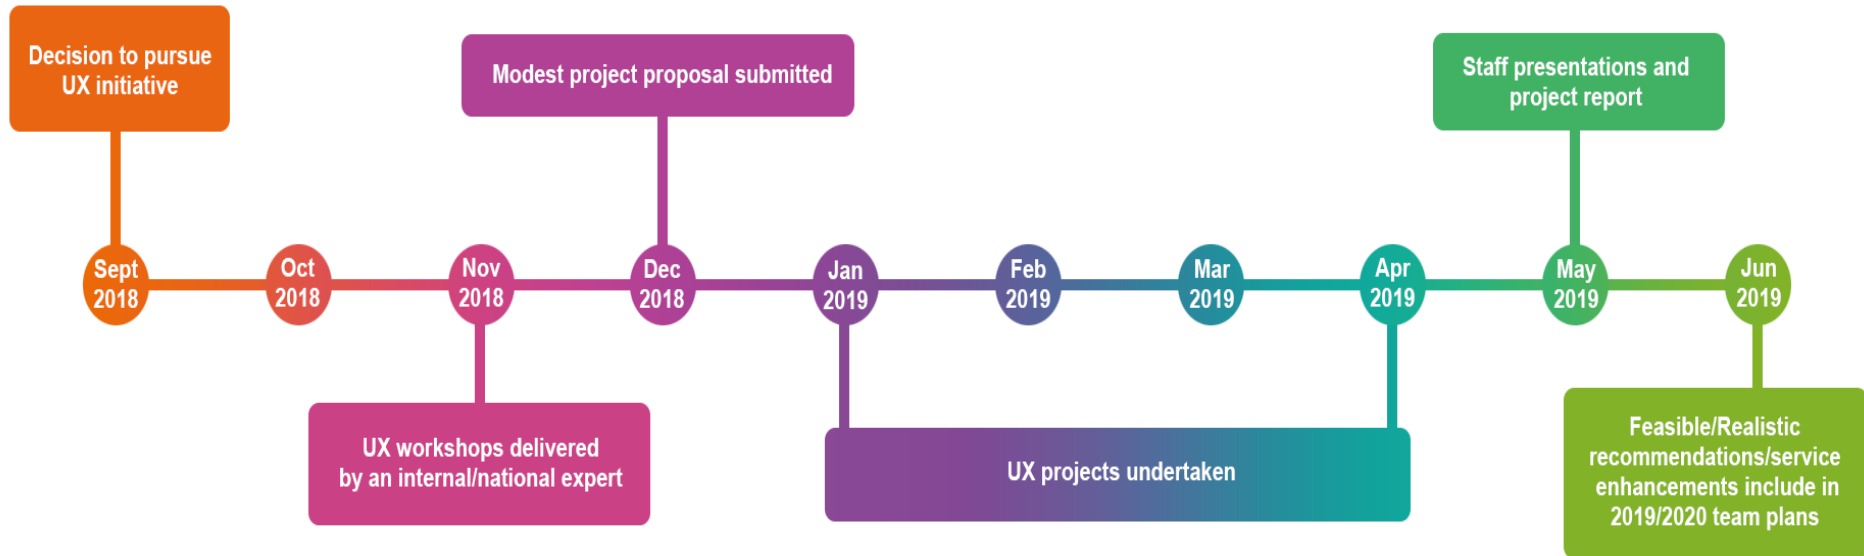 Decision to pursue
UX initiative
Modest project proposal submitted
Staff presentations and
project report
Sept
2018
Oct
2018
Nov
2018
Dec
2018
Jan
2019
Feb
2019
Mar
2019
Apr
2019
May
2019
Jun
2019
UX workshops delivered
by an internal/national expert
UX projects undertaken
Feasible/Realistic
recommendations/service
enhancements include in
2019/2020 team plans